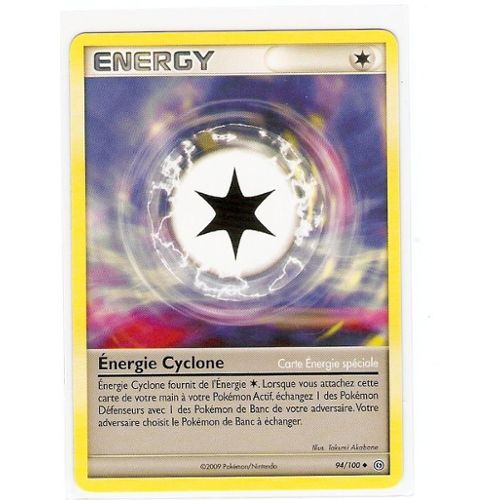 ENERGY
Énergie Cyclone
Carte Énergie spéciale
Énergie Cyclone fournit de l'Énergie. Lorsque vous attachez cette
carte de votre main à votre Pokémon Actif, échangez 1 des Pokémon
Défenseurs avec 1 des Pokémon de Banc de votre adversaire. Votre
adversaire choisit le Pokémon de Banc à échanger.
Illus. Takumi Akabane
©2009 Pokémon/Nintendo
94/100